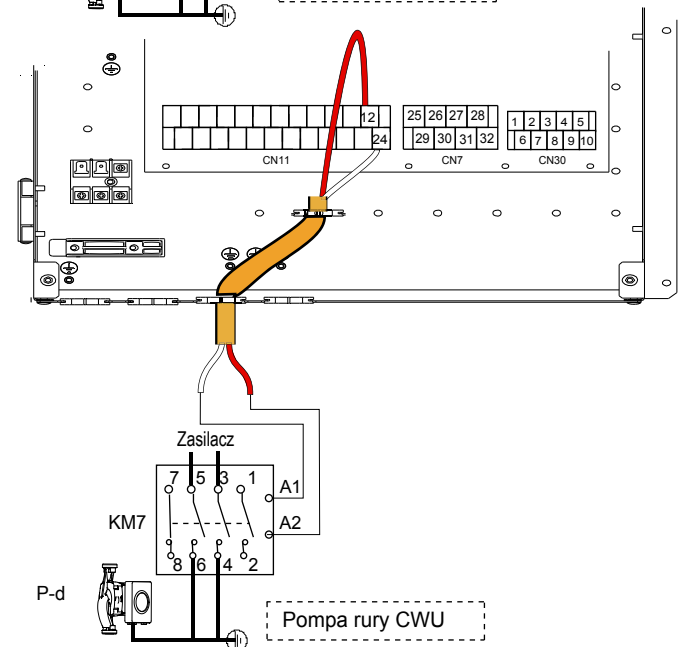 12 25 26 27 28 1 2 3 4 5
24 29 30 31 32 6 7 8 9 10
CN11 CN7 CN30
Zasilacz
7 5 3 1
A1
KM7 A2
8 6 4 2
P-d
Pompa rury CWU